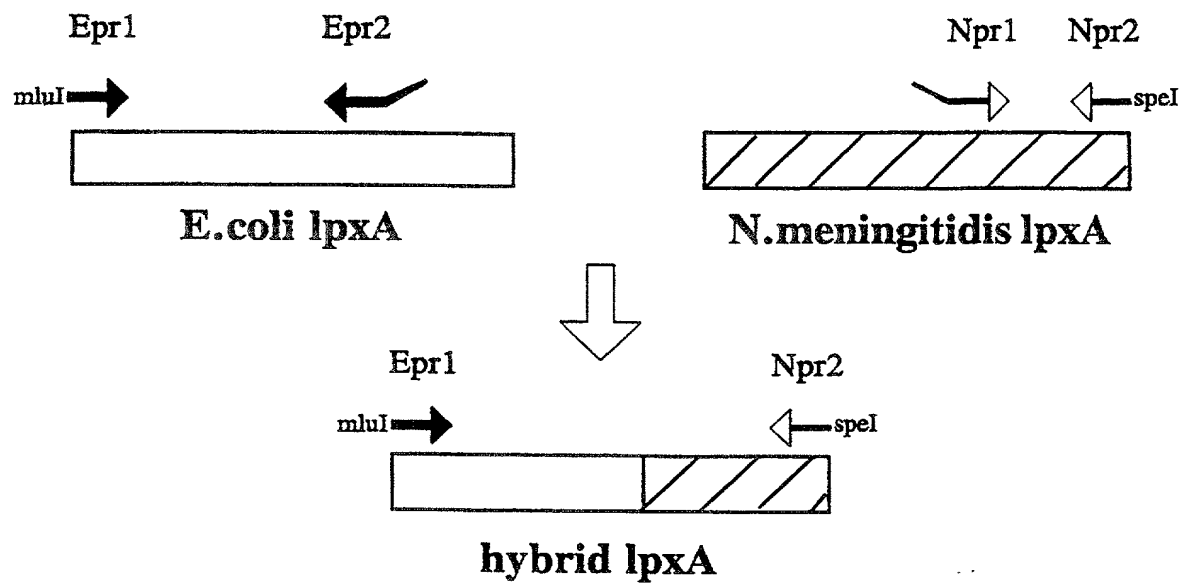 Epr1 Epr2 Npr1 Npr2
mluI speI
E.coli lpxA N.meningitidis lpxA
Epr1 Npr2
mluI speI
hybrid lpxA